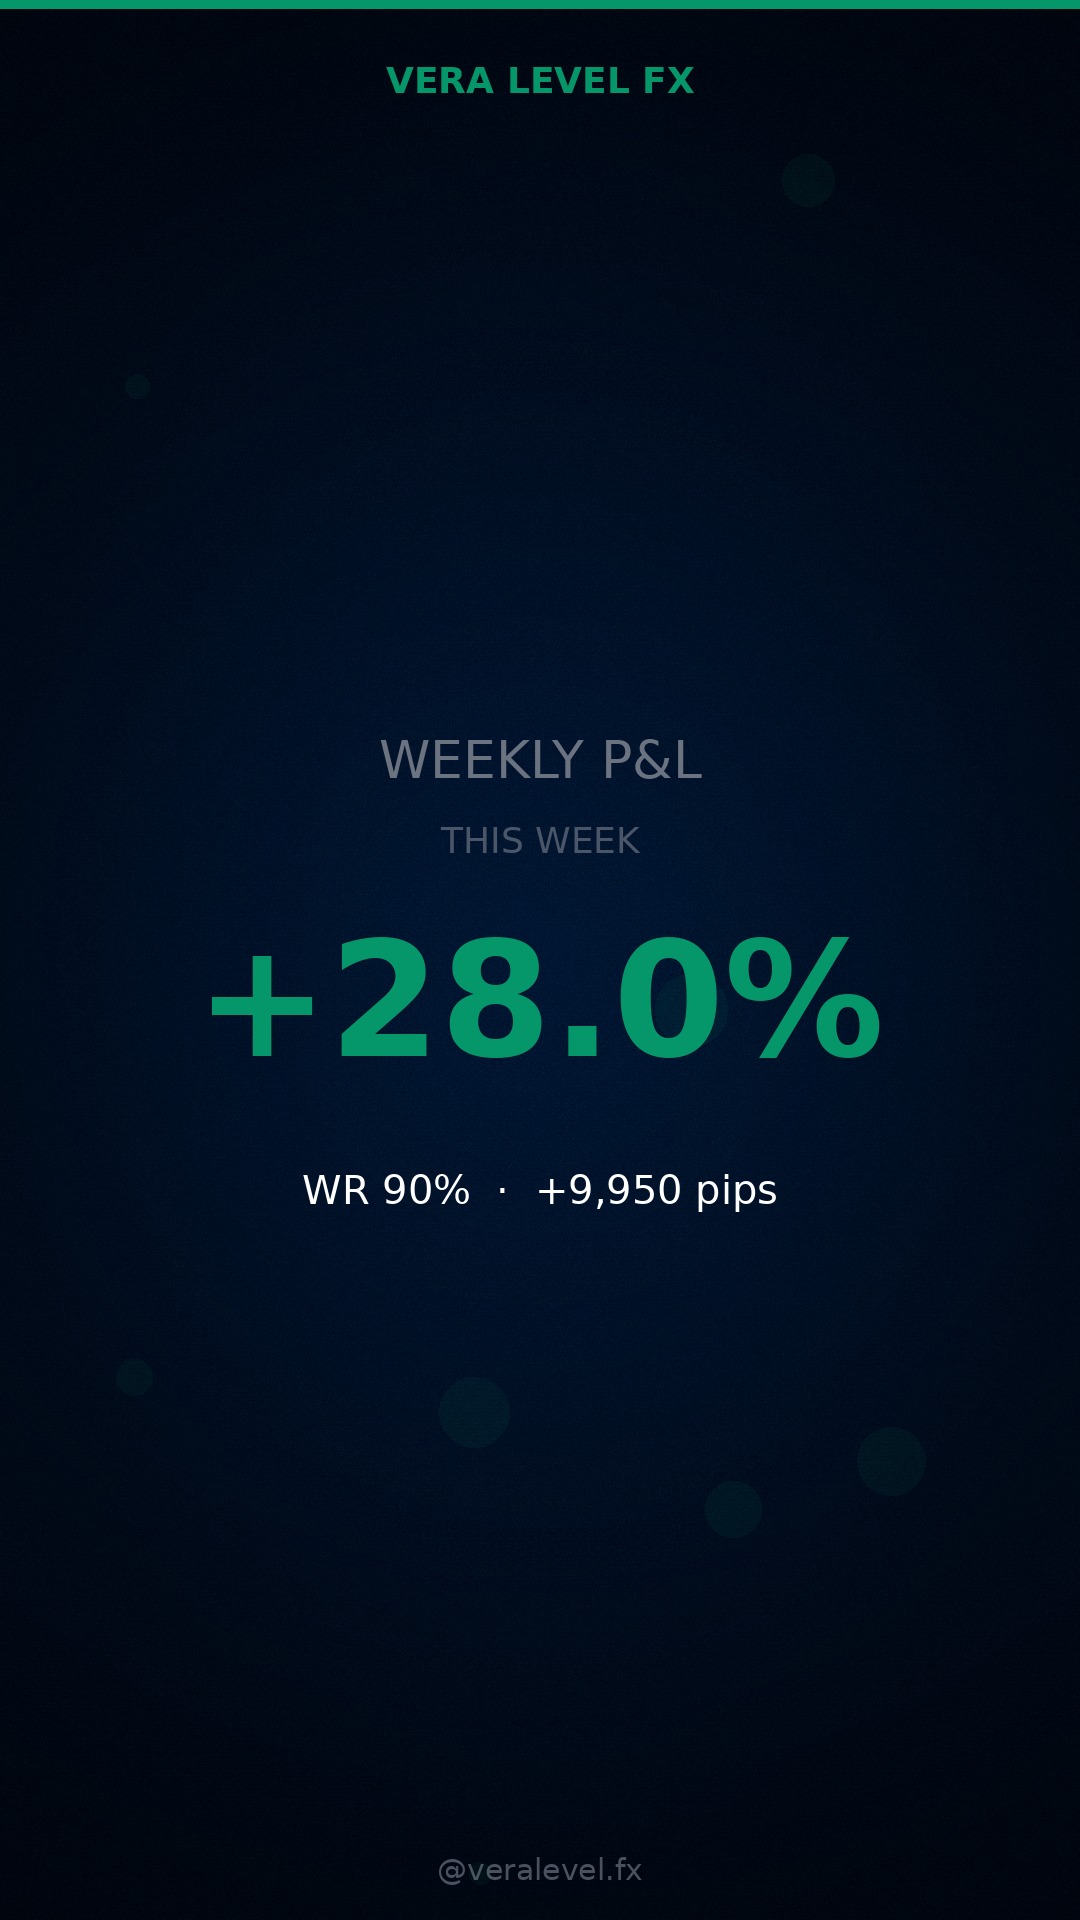 VERA LEVEL FX
WEEKLY P&L
THIS WEEK
+28.0%
WR 90% · +9,950 pips
@veralevel.fx